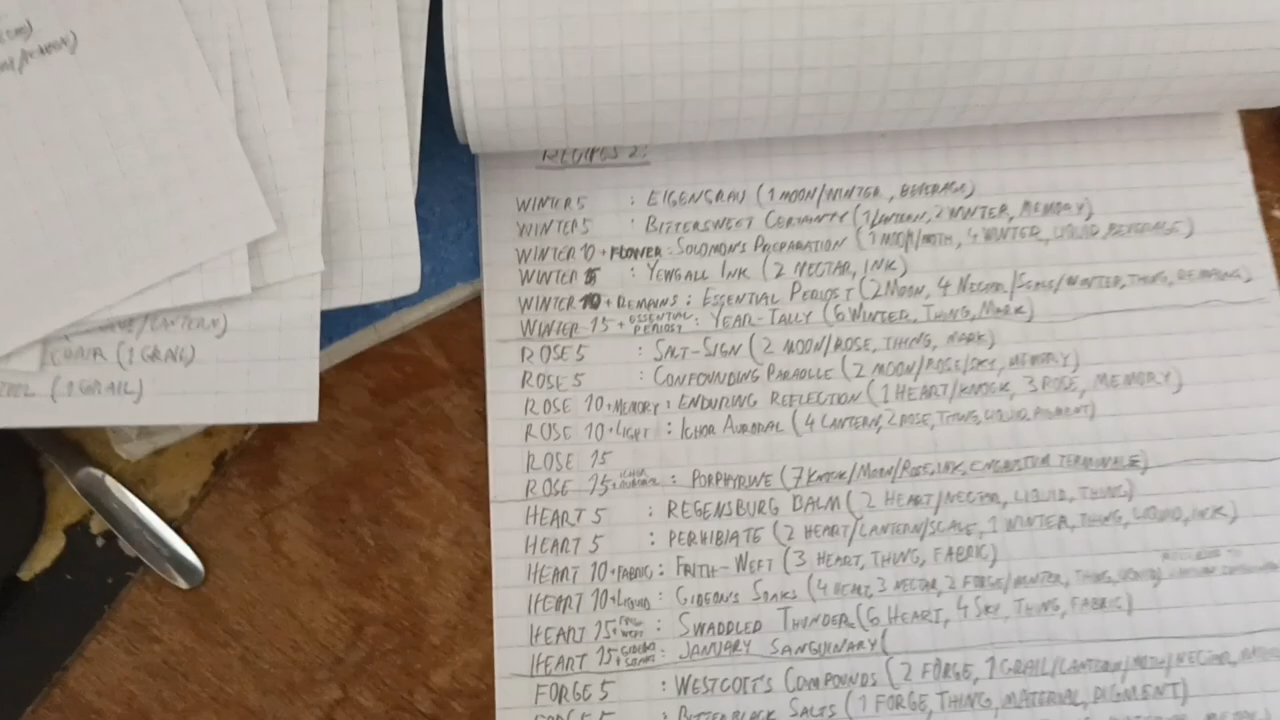 RECIPES 2:
WINTER 5 : EIGENGRAU (1 MOON/WINTER, BEVERAGE)
WINTER 5 : BITTERSWEET CERTAINTY (1 LANTERN, 2 WINTER, MEMORY)
WINTER 10 + FLOWER : SOLOMON'S PREPARATION (1 MOON/MOTH, 4 WINTER, LIQUID, BEVERAGE)
WINTER 5 : YEWGALL INK (2 NECTAR, INK)
WINTER 10 + REMAINS : ESSENTIAL PERIOST (2 MOON, 4 NECTAR/SCALE/WINTER, THING, REMAINS)
WINTER 15 + ESSENTIAL PERIOST : YEAR-TALLY (6 WINTER, THING, MARK)
ROSE 5 : SALT-SIGN (2 MOON/ROSE, THING, MARK)
ROSE 5 : CONFOUNDING PARABLE (2 MOON/ROSE/SKY, MEMORY)
ROSE 10 + MEMORY : ENDURING REFLECTION (1 HEART/KNOCK, 3 ROSE, MEMORY)
ROSE 10 + LIGHT : ICHOR AURORAL (4 LANTERN, 2 ROSE, THING, LIQUID, PIGMENT)
ROSE 15
ROSE 15 + ICHOR AURORAL : PORPHYRINE (7 KNOCK/MOON/ROSE, INK, ENCAUSTUM TERMINALE)
HEART 5 : REGENSBURG BALM (2 HEART/NECTAR, LIQUID, THING)
HEART 5 : PERHIBIATE (2 HEART/LANTERN/SCALE, 1 WINTER, THING, LIQUID, INK)
HEART 10 + FABRIC : FRITH-WEFT (3 HEART, THING, FABRIC)
HEART 10 + LIQUID : GIDEON'S SOAKS (4 HEART, 3 NECTAR, 2 FORGE/WINTER, THING, LIQUID)
HEART 15 + FRITH WEFT : SWADDLED THUNDER (6 HEART, 4 SKY, THING, FABRIC)
HEART 15 + GIDEON SOAKS : JANUARY SANGUINARY (
FORGE 5 : WESTCOTT'S COMPOUNDS (2 FORGE, 1 GRAIL/LANTERN/MOTH/NECTAR,
FORGE 5 : BITTERBLACK SALTS (1 FORGE, THING, MATERIAL, PIGMENT)
/LANTERN)
(1 GRAIL)
(1 GRAIL)